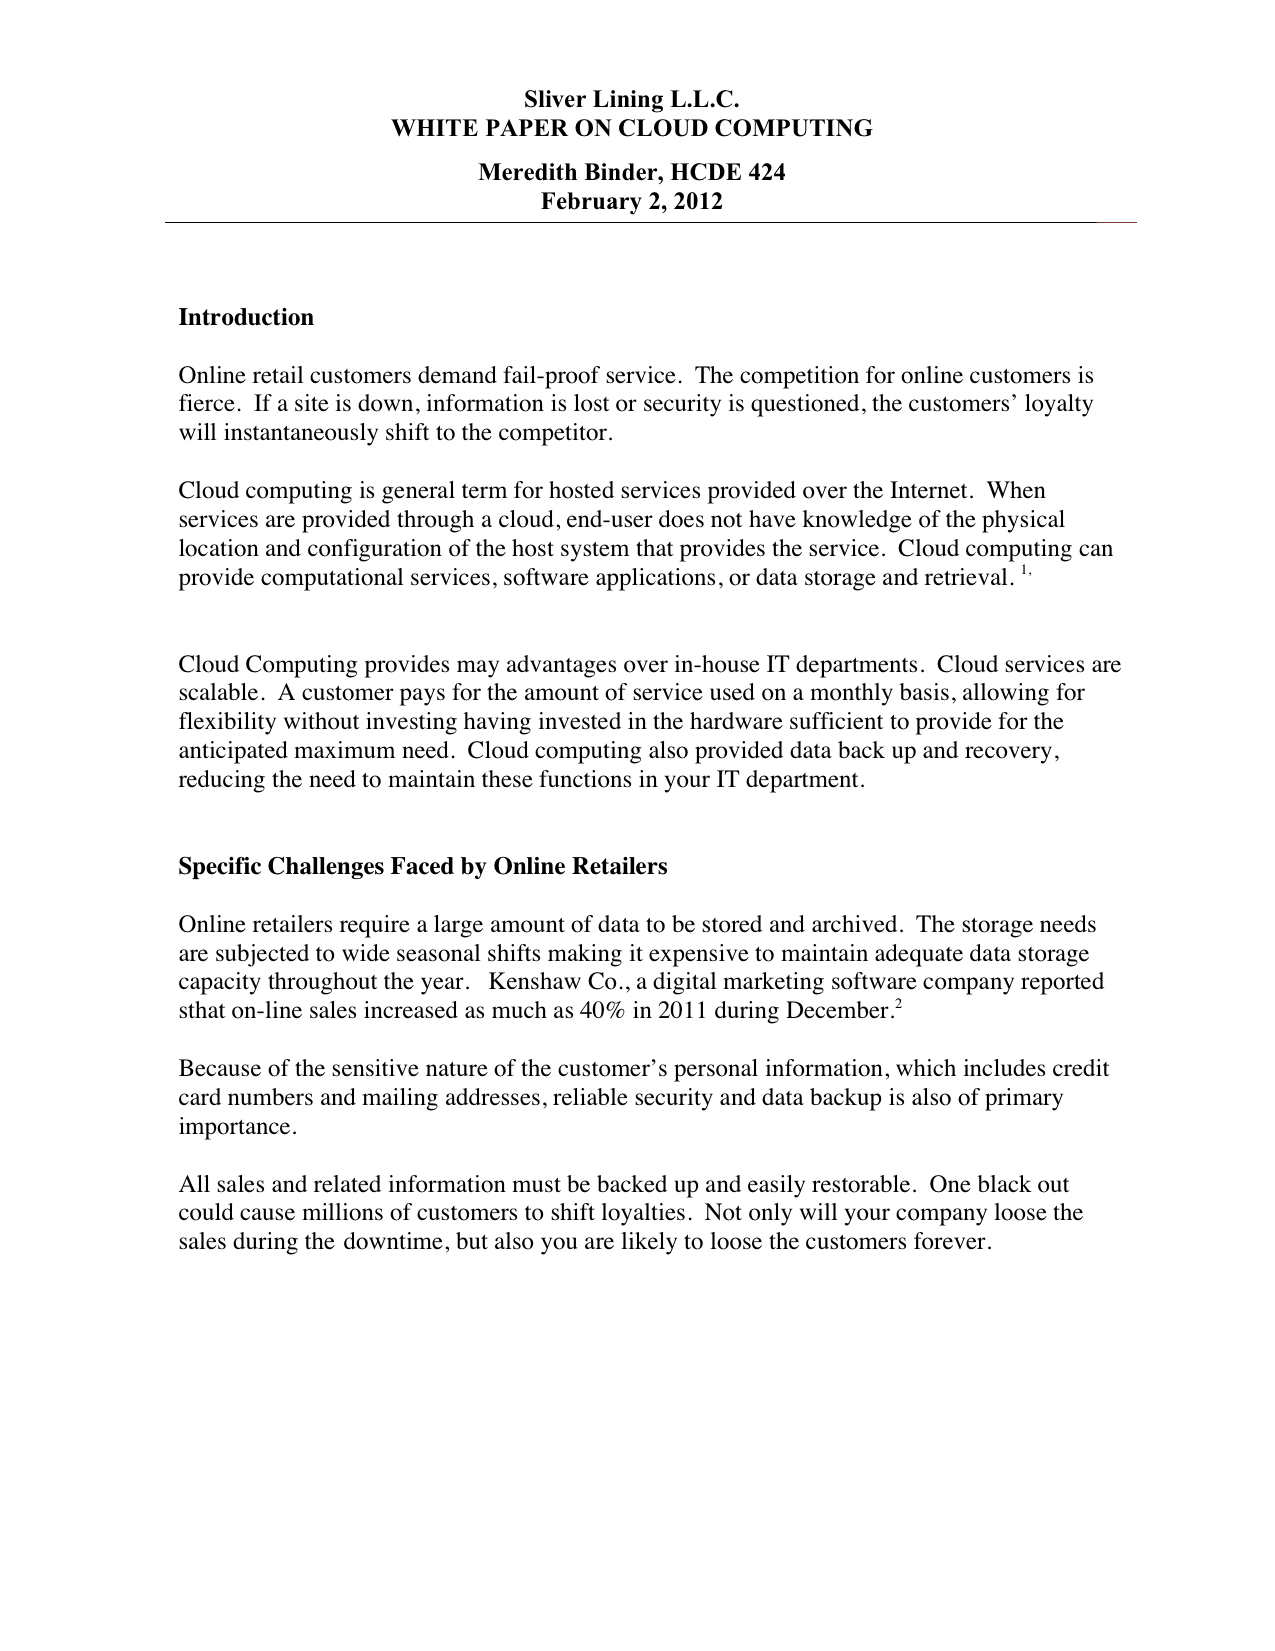 Sliver Lining L.L.C.
WHITE PAPER ON CLOUD COMPUTING
Meredith Binder, HCDE 424
February 2, 2012
Introduction
Online retail customers demand fail-proof service.  The competition for online customers is
fierce.  If a site is down, information is lost or security is questioned, the customers’ loyalty
will instantaneously shift to the competitor.
Cloud computing is general term for hosted services provided over the Internet.  When
services are provided through a cloud, end-user does not have knowledge of the physical
location and configuration of the host system that provides the service.  Cloud computing can
provide computational services, software applications, or data storage and retrieval. 1,
Cloud Computing provides may advantages over in-house IT departments.  Cloud services are
scalable.  A customer pays for the amount of service used on a monthly basis, allowing for
flexibility without investing having invested in the hardware sufficient to provide for the
anticipated maximum need.  Cloud computing also provided data back up and recovery,
reducing the need to maintain these functions in your IT department.
Specific Challenges Faced by Online Retailers
Online retailers require a large amount of data to be stored and archived.  The storage needs
are subjected to wide seasonal shifts making it expensive to maintain adequate data storage
capacity throughout the year.   Kenshaw Co., a digital marketing software company reported
sthat on-line sales increased as much as 40% in 2011 during December.2
Because of the sensitive nature of the customer’s personal information, which includes credit
card numbers and mailing addresses, reliable security and data backup is also of primary
importance.
All sales and related information must be backed up and easily restorable.  One black out
could cause millions of customers to shift loyalties.  Not only will your company loose the
sales during the downtime, but also you are likely to loose the customers forever.